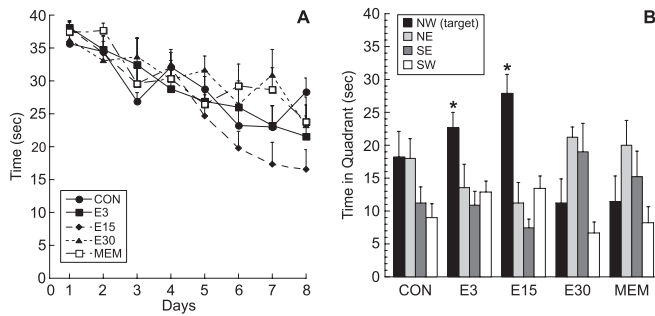 A
40
35
30
25
20
15
10
5
0
Time (sec)
CON
E3
E15
E30
MEM
0 1 2 3 4 5 6 7 8
Days
B
40
35
30
25
20
15
10
5
0
Time in Quadrant (sec)
NW (target)
NE
SE
SW
* *
CON E3 E15 E30 MEM